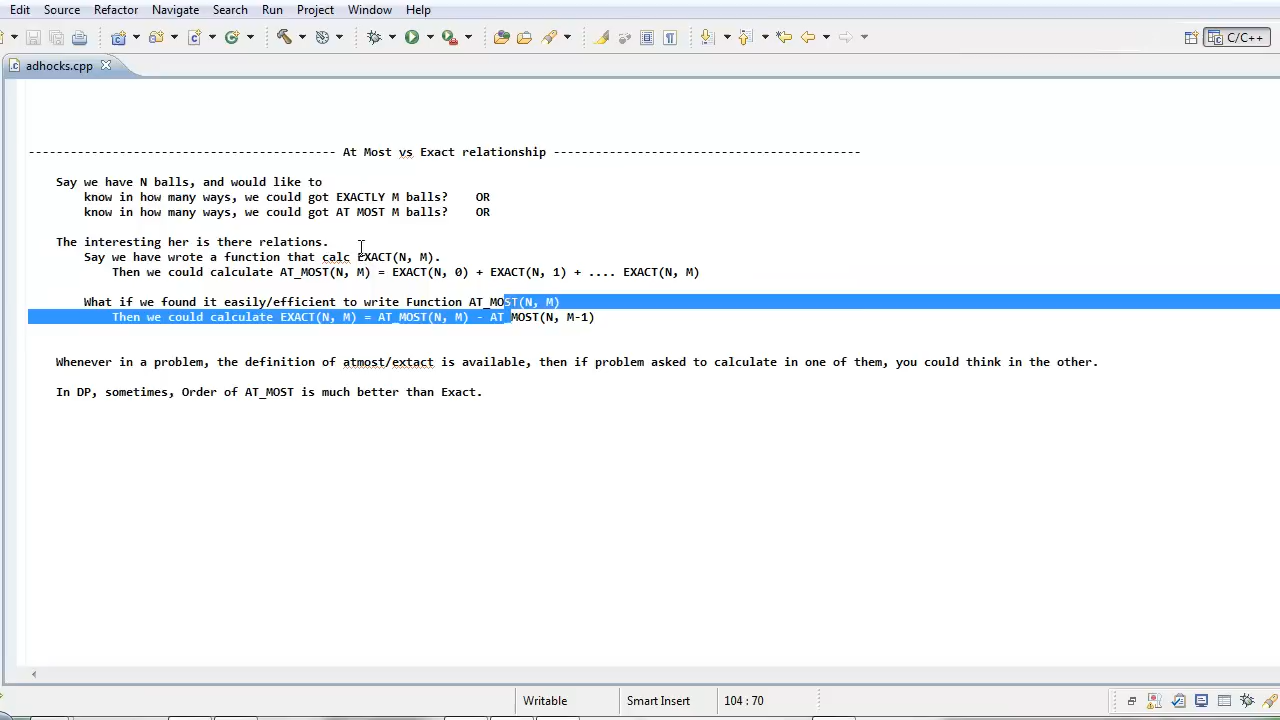 Edit Source Refactor Navigate Search Run Project Window Help
C/C++
adhocks.cpp
-------------------------------------------- At Most vs Exact relationship --------------------------------------------
Say we have N balls, and would like to
know in how many ways, we could got EXACTLY M balls? OR
know in how many ways, we could got AT MOST M balls? OR
The interesting her is there relations.
Say we have wrote a function that calc EXACT(N, M).
Then we could calculate AT_MOST(N, M) = EXACT(N, 0) + EXACT(N, 1) + .... EXACT(N, M)
What if we found it easily/efficient to write Function AT_MOST(N, M)
Then we could calculate EXACT(N, M) = AT_MOST(N, M) - AT_MOST(N, M-1)
Whenever in a problem, the definition of atmost/extact is available, then if problem asked to calculate in one of them, you could think in the other.
In DP, sometimes, Order of AT_MOST is much better than Exact.
Writable Smart Insert 104 : 70